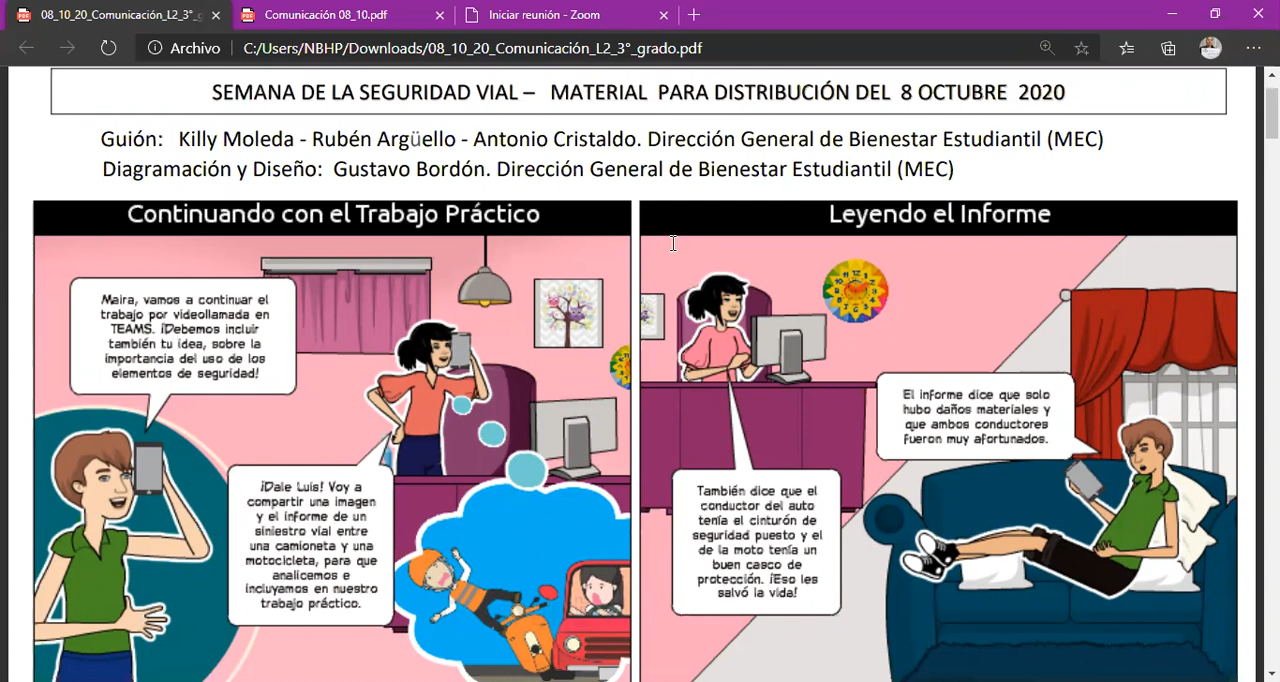 08_10_20_Comunicación_L2_3°_g
Comunicación 08_10.pdf
Iniciar reunión - Zoom
Archivo
C:/Users/NBHP/Downloads/08_10_20_Comunicación_L2_3°_grado.pdf
SEMANA DE LA SEGURIDAD VIAL – MATERIAL PARA DISTRIBUCIÓN DEL 8 OCTUBRE 2020
Guión: Killy Moleda - Rubén Argüello - Antonio Cristaldo. Dirección General de Bienestar Estudiantil (MEC)
Diagramación y Diseño: Gustavo Bordón. Dirección General de Bienestar Estudiantil (MEC)
Continuando con el Trabajo Práctico
Maira, vamos a continuar el
trabajo por videollamada en
TEAMS. ¡Debemos incluir
también tu idea, sobre la
importancia del uso de los
elementos de seguridad!
¡Dale Luis! Voy a
compartir una imagen
y el informe de un
siniestro vial entre
una camioneta y una
motocicleta, para que
analicemos e
incluyamos en nuestro
trabajo práctico.
Leyendo el Informe
El informe dice que solo
hubo daños materiales y
que ambos conductores
fueron muy afortunados.
También dice que el
conductor del auto
tenía el cinturón de
seguridad puesto y el
de la moto tenía un
buen casco de
protección. ¡Eso les
salvó la vida!